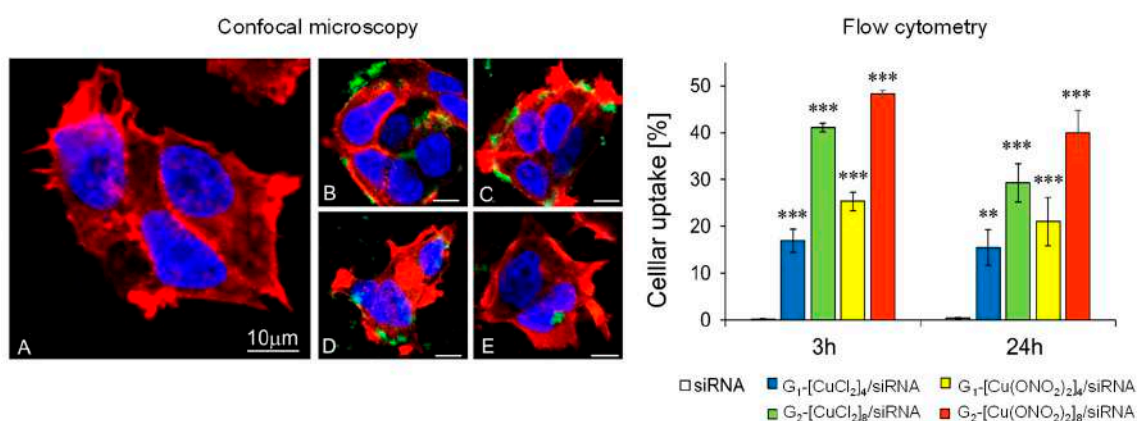 Confocal microscopy
Flow cytometry
A
10µm
B
C
D
E
Celllar uptake [%]
50
40
30
20
10
0
***
***
***
***
**
***
***
***
3h
24h
siRNA
G₁-[CuCl₂]₄/siRNA
G₁-[Cu(ONO₂)₂]₄/siRNA
G₂-[CuCl₂]₈/siRNA
G₂-[Cu(ONO₂)₂]₈/siRNA